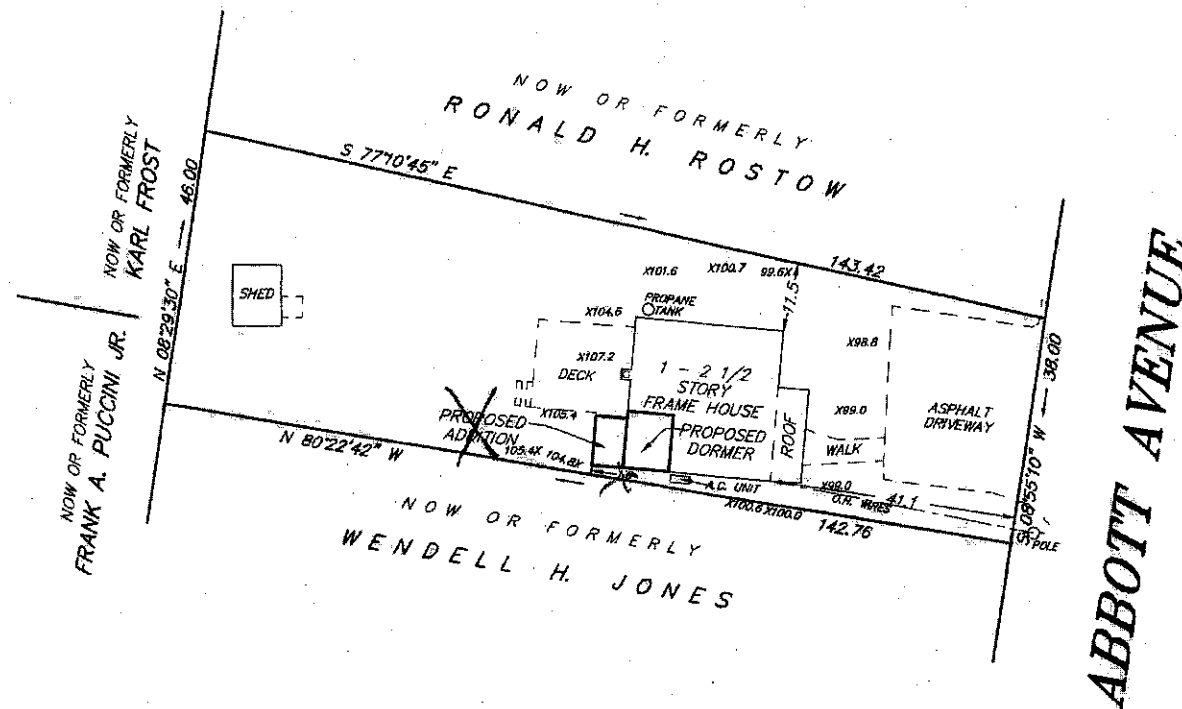 NOW OR FORMERLY
RONALD H. ROSTOW
S 77°10'45" E
143.42
NOW OR FORMERLY
KARL FROST
N 08°29'30" E
46.00
NOW OR FORMERLY
FRANK A. PUCCINI JR.
SHED
X101.6
X100.7
99.6X
11.5
PROPANE
TANK
X104.5
X107.2
DECK
1 - 2 1/2
STORY
FRAME HOUSE
X98.8
X99.0
ASPHALT
DRIVEWAY
38.00
S 08°55'10" W
X105.4
PROPOSED
ADDITION
PROPOSED
DORMER
ROOF
WALK
105.4X 104.8X
A.C. UNIT
X99.0
O.H. WIRES
41.1
X100.6 X100.0
N 80°22'42" W
142.76
POLE
NOW OR FORMERLY
WENDELL H. JONES
ABBOTT AVENUE